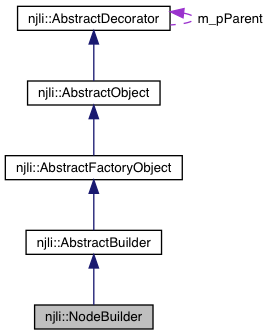 njli::AbstractDecorator
m_pParent
njli::AbstractObject
njli::AbstractFactoryObject
njli::AbstractBuilder
njli::NodeBuilder